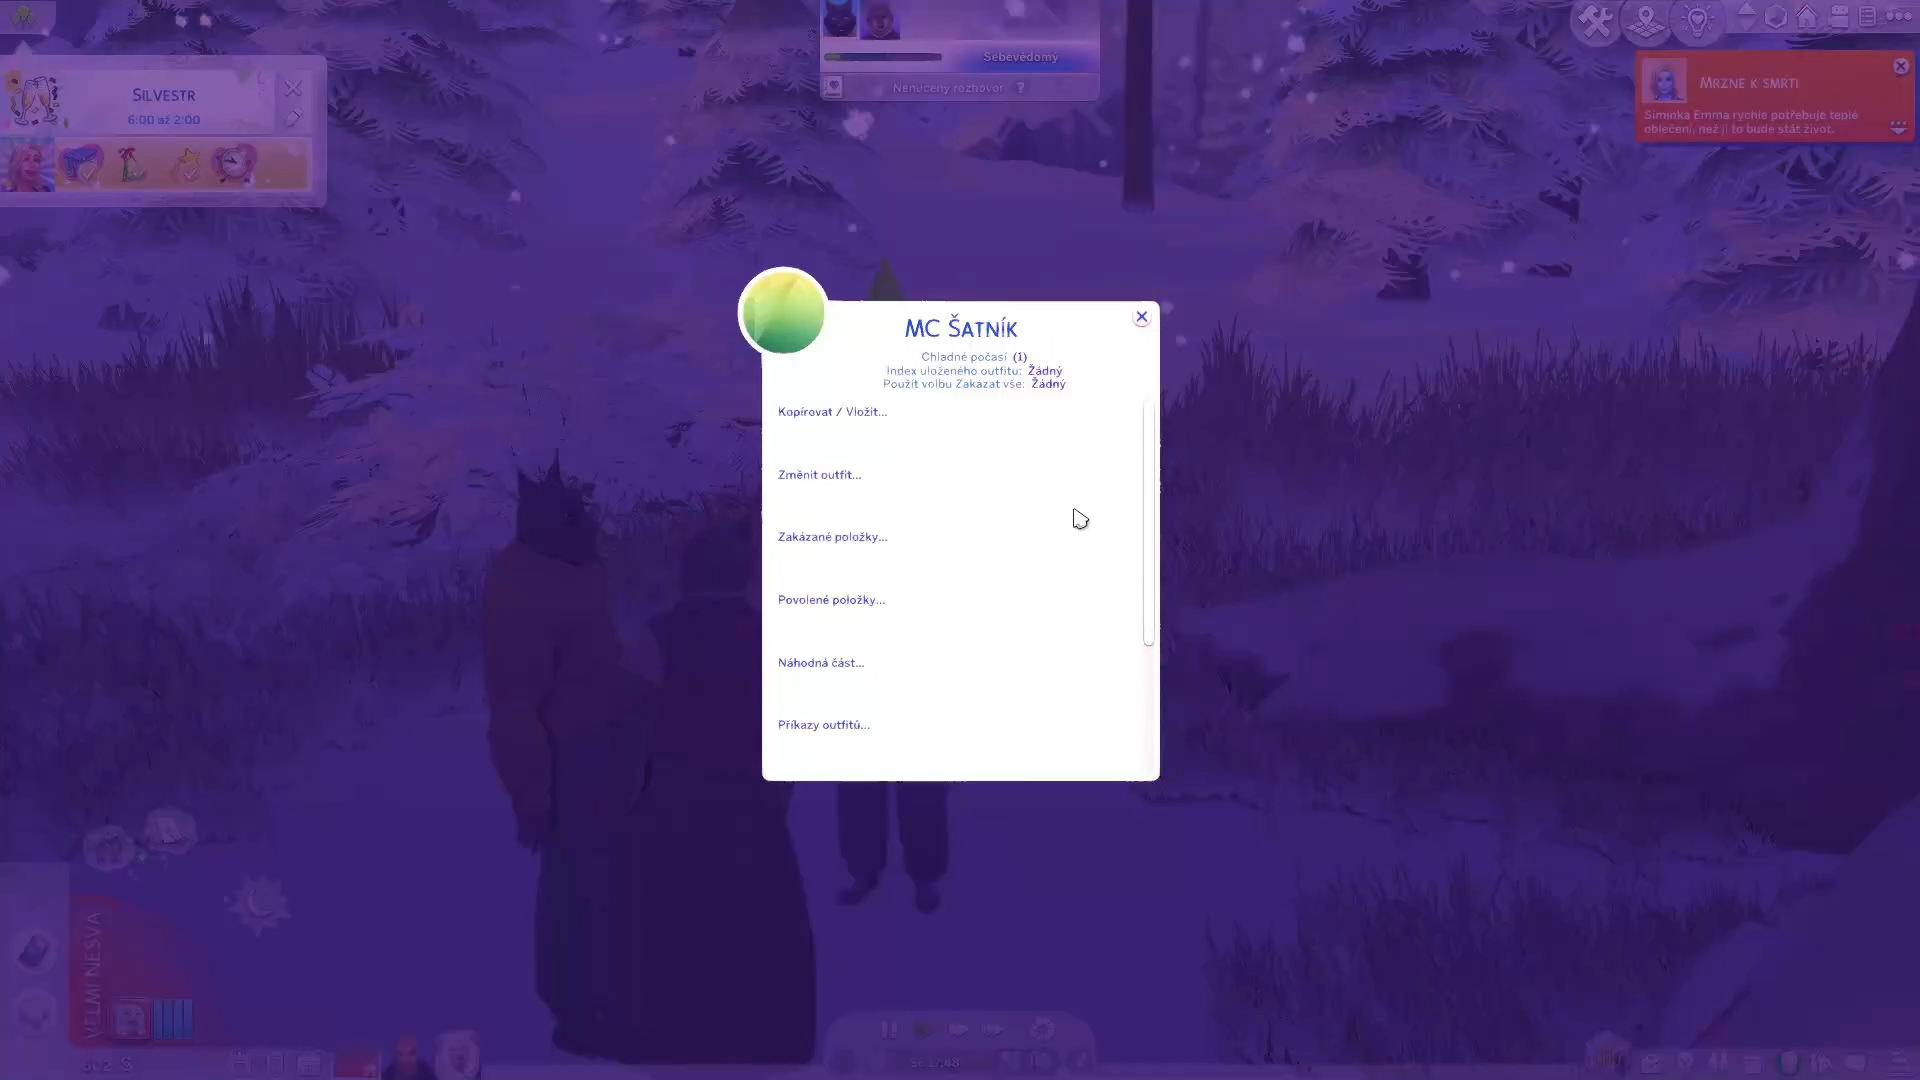 Sebevědomý
Nenucený rozhovor ?
Silvestr
6:00 až 2:00
Mrzne k smrti
Siminka Emma rychle potřebuje teplé
oblečení, než ji to bude stát život.
MC Šatník
Chladné počasí (1)
Index uloženého outfitu: Žádný
Použít volbu Zakázat vše: Žádný
Kopírovat / Vložit...
Změnit outfit...
Zakázané položky...
Povolené položky...
Náhodná část...
Příkazy outfitů...
VELMI NESVÁ